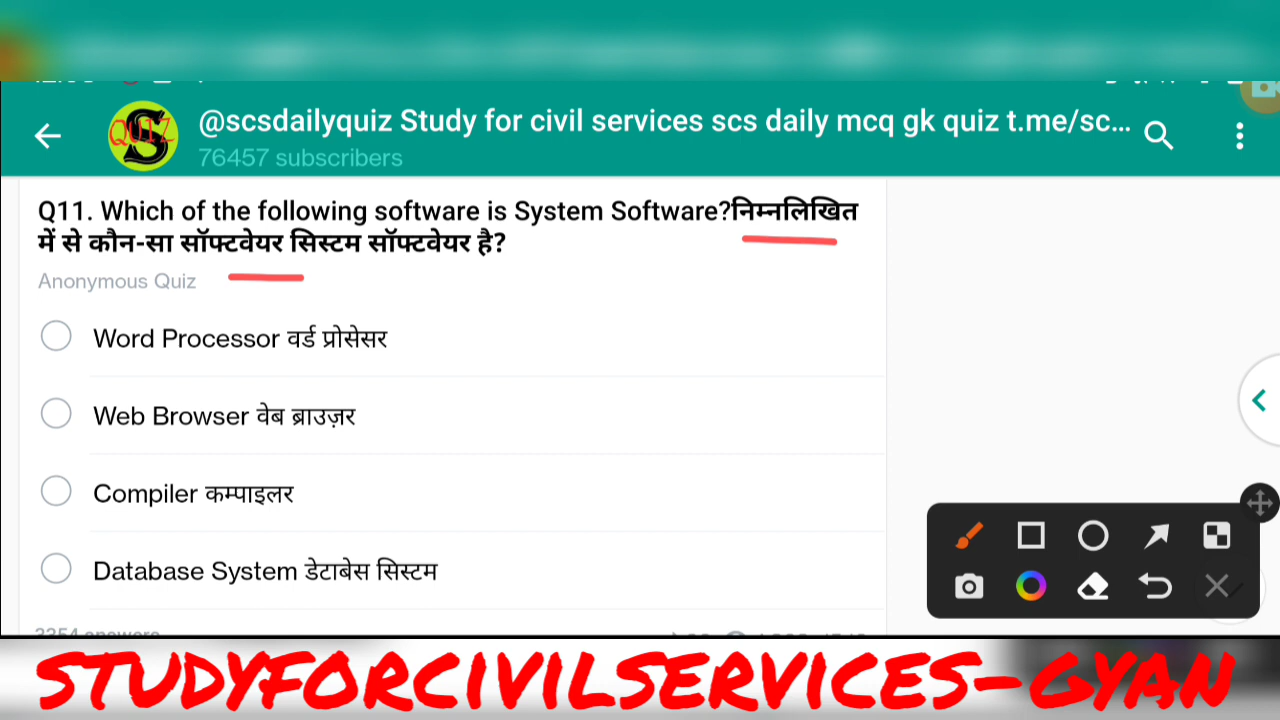 @scsdailyquiz Study for civil services scs daily mcq gk quiz t.me/sc...
76457 subscribers
Q11. Which of the following software is System Software?निम्नलिखित
में से कौन-सा सॉफ्टवेयर सिस्टम सॉफ्टवेयर है?
Anonymous Quiz
Word Processor वर्ड प्रोसेसर
Web Browser वेब ब्राउज़र
Compiler कम्पाइलर
Database System डेटाबेस सिस्टम
3354 answers
STUDYFORCIVILSERVICES-GYAN